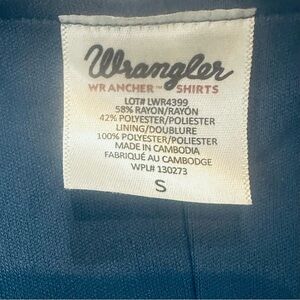 Wrangler
WRANCHER™ SHIRTS
LOT# LWR4399
58% RAYON/RAYÓN
42% POLYESTER/POLIESTER
LINING/DOUBLURE
100% POLYESTER/POLIESTER
MADE IN CAMBODIA
FABRIQUÉ AU CAMBODGE
WPL# 130273
S